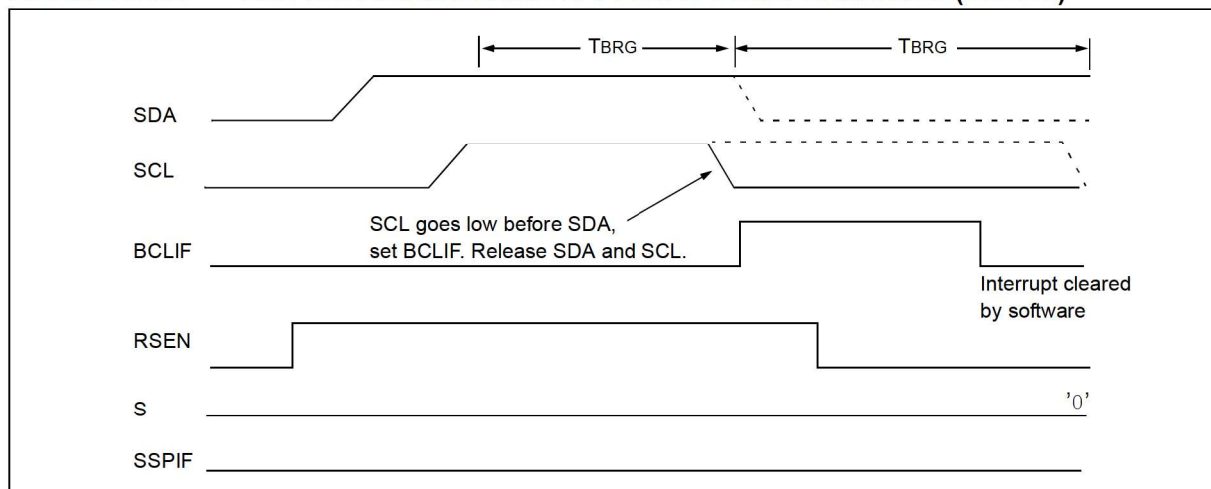 TBRG TBRG
SDA
SCL
SCL goes low before SDA,
set BCLIF. Release SDA and SCL.
BCLIF
Interrupt cleared
by software
RSEN
S '0'
SSPIF